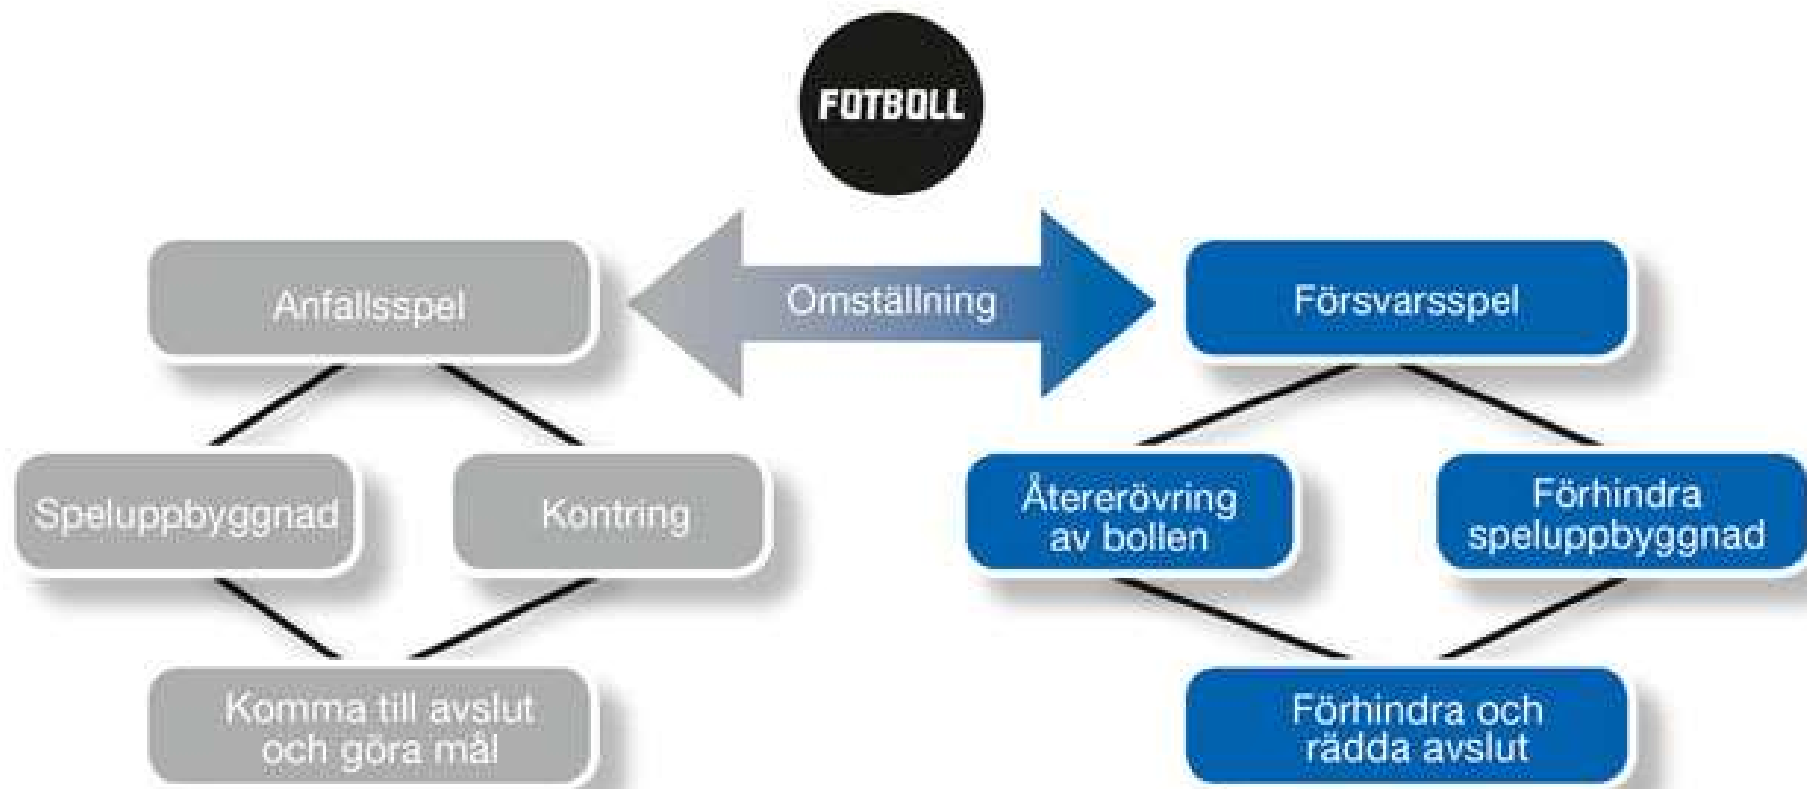 FOTBOLL
Anfallsspel
Omställning
Försvarsspel
Speluppbyggnad
Kontring
Återerövring
av bollen
Förhindra
speluppbyggnad
Komma till avslut
och göra mål
Förhindra och
rädda avslut